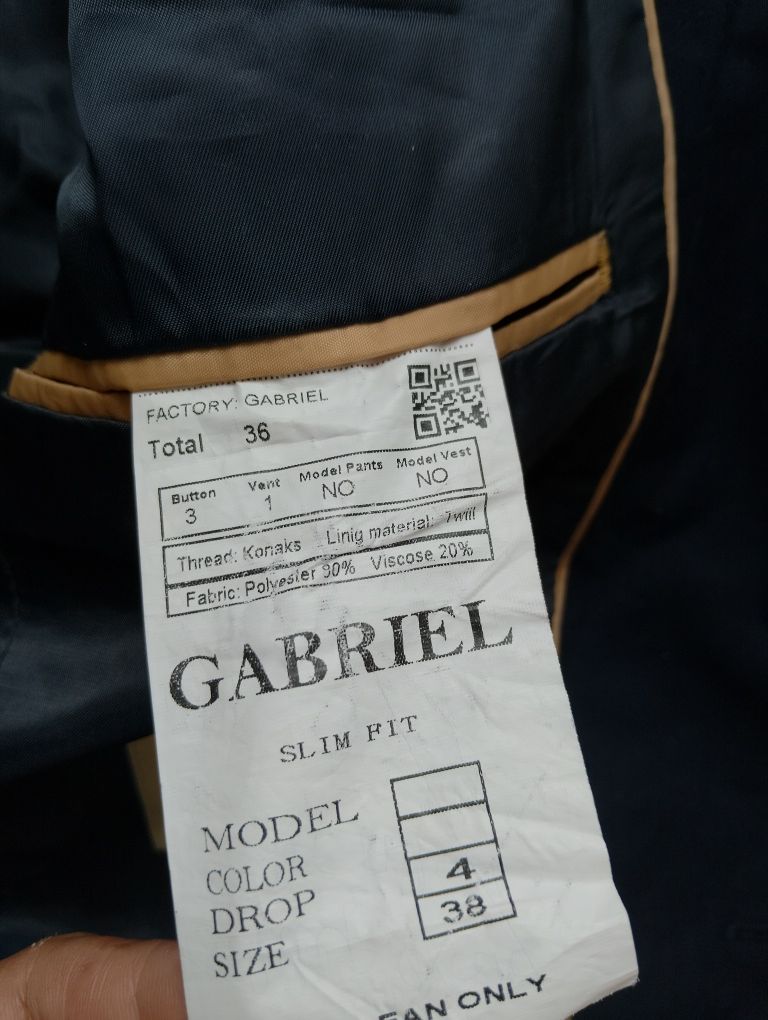 FACTORY: GABRIEL
Total 36
Button Vent Model Pants Model Vest
3 1 NO NO
Thread: Konaks Linig material: Twill
Fabric: Polyester 90% Viscose 20%
GABRIEL
SLIM FIT
MODEL
COLOR
DROP 4
SIZE 38
EAN ONLY